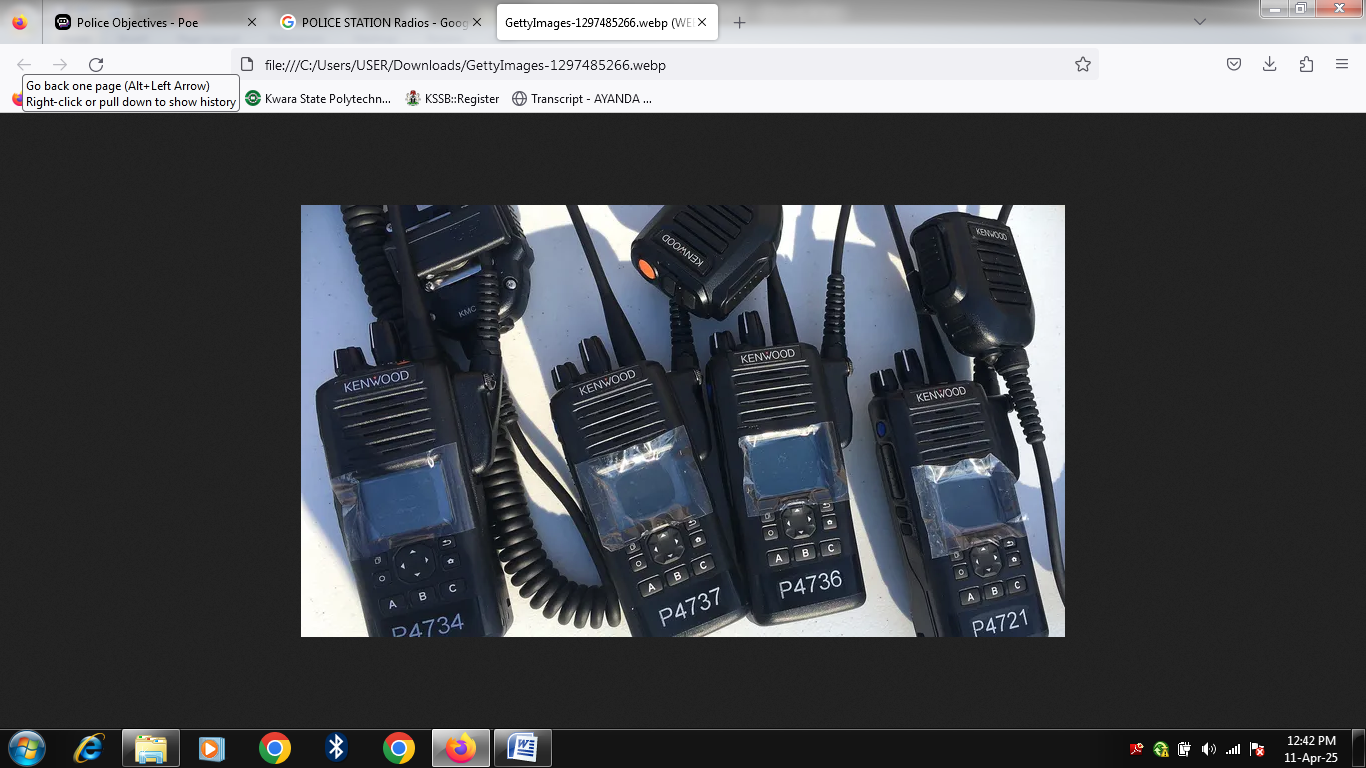 Police Objectives - Poe
POLICE STATION Radios - Goog
GettyImages-1297485266.webp (WE
file:///C:/Users/USER/Downloads/GettyImages-1297485266.webp
Go back one page (Alt+Left Arrow)
Right-click or pull down to show history
Kwara State Polytechn...
KSSB::Register
Transcript - AYANDA ...
KENWOOD
KENWOOD
KMC
KENWOOD
KENWOOD
KENWOOD
KENWOOD
A B C
P4734
A B C
P4737
A B C
P4736
A B C
P4721
12:42 PM
11-Apr-25